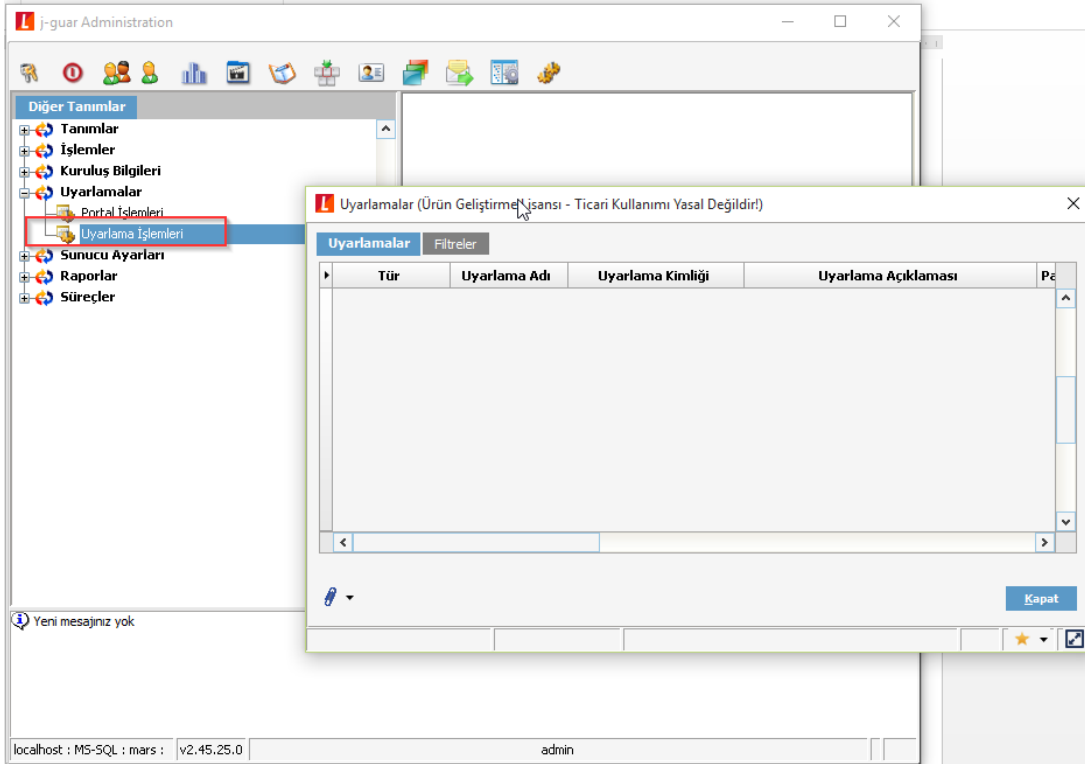 j-guar Administration
Diğer Tanımlar
Tanımlar
İşlemler
Kuruluş Bilgileri
Uyarlamalar
Portal İşlemleri
Uyarlama İşlemleri
Sunucu Ayarları
Raporlar
Süreçler
Uyarlamalar (Ürün Geliştirme Lisansı - Ticari Kullanımı Yasal Değildir!)
Uyarlamalar Filtreler
Tür Uyarlama Adı Uyarlama Kimliği Uyarlama Açıklaması Pa
Kapat
Yeni mesajınız yok
localhost : MS-SQL : mars : v2.45.25.0 admin